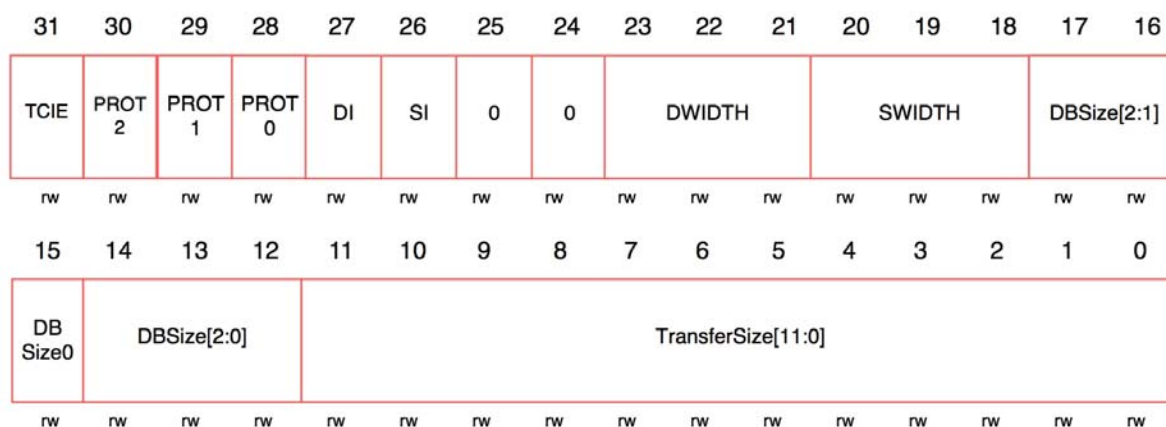 31 30 29 28 27 26 25 24 23 22 21 20 19 18 17 16
TCIE PROT 2 PROT 1 PROT 0 DI SI 0 0 DWIDTH SWIDTH DBSize[2:1]
rw rw rw rw rw rw rw rw rw rw rw rw rw rw rw rw
15 14 13 12 11 10 9 8 7 6 5 4 3 2 1 0
DB Size0 DBSize[2:0] TransferSize[11:0]
rw rw rw rw rw rw rw rw rw rw rw rw rw rw rw rw